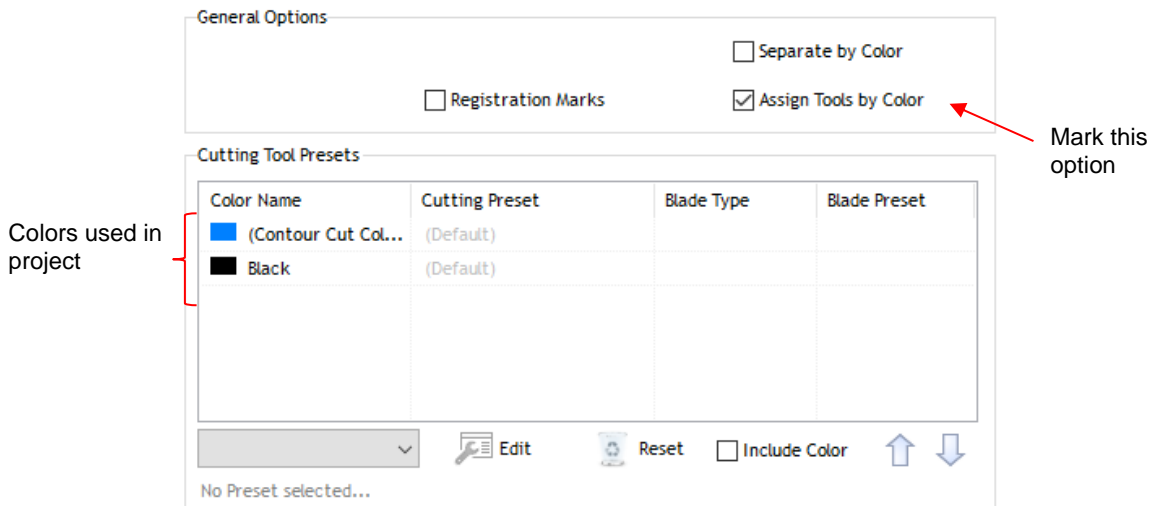 General Options
Separate by Color
Registration Marks
Assign Tools by Color
Mark this
option
Cutting Tool Presets
Color Name Cutting Preset Blade Type Blade Preset
Colors used in
project
(Contour Cut Col... (Default)
Black (Default)
Edit Reset Include Color
No Preset selected...